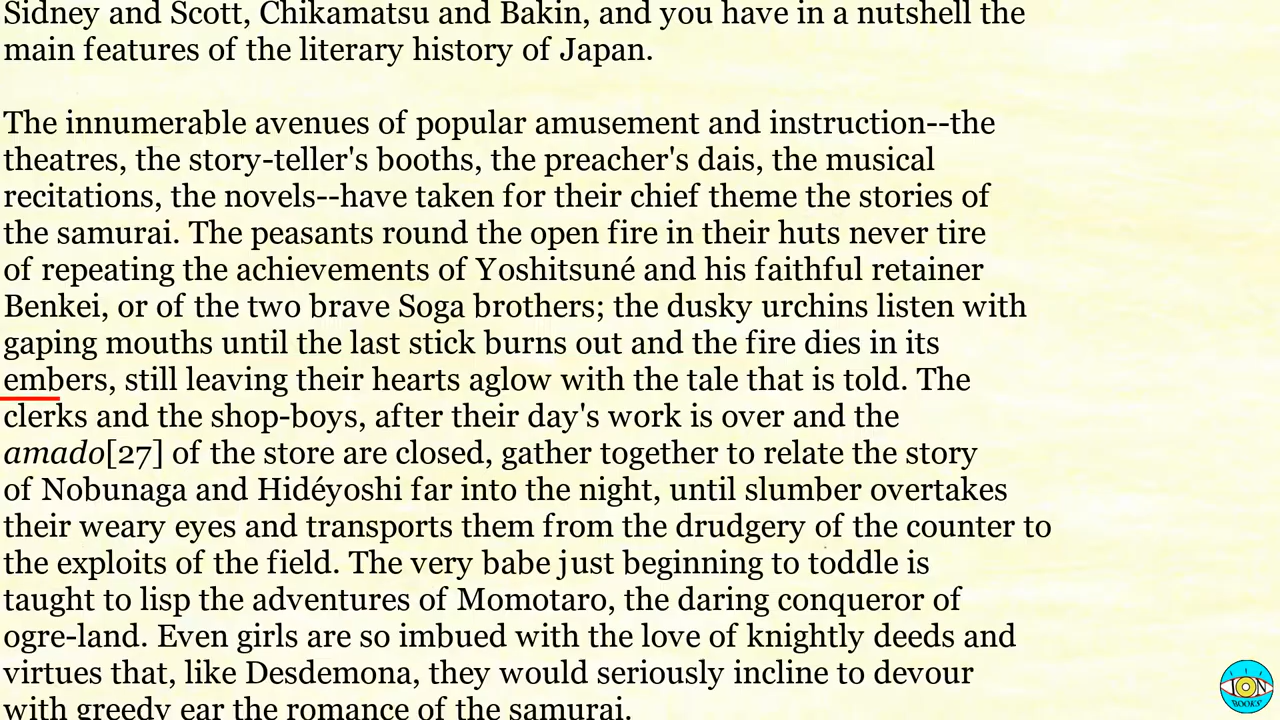 Sidney and Scott, Chikamatsu and Bakin, and you have in a nutshell the
main features of the literary history of Japan.
The innumerable avenues of popular amusement and instruction--the
theatres, the story-teller's booths, the preacher's dais, the musical
recitations, the novels--have taken for their chief theme the stories of
the samurai. The peasants round the open fire in their huts never tire
of repeating the achievements of Yoshitsuné and his faithful retainer
Benkei, or of the two brave Soga brothers; the dusky urchins listen with
gaping mouths until the last stick burns out and the fire dies in its
embers, still leaving their hearts aglow with the tale that is told. The
clerks and the shop-boys, after their day's work is over and the
amado[27] of the store are closed, gather together to relate the story
of Nobunaga and Hidéyoshi far into the night, until slumber overtakes
their weary eyes and transports them from the drudgery of the counter to
the exploits of the field. The very babe just beginning to toddle is
taught to lisp the adventures of Momotaro, the daring conqueror of
ogre-land. Even girls are so imbued with the love of knightly deeds and
virtues that, like Desdemona, they would seriously incline to devour
with greedy ear the romance of the samurai.
ION
BOOKS